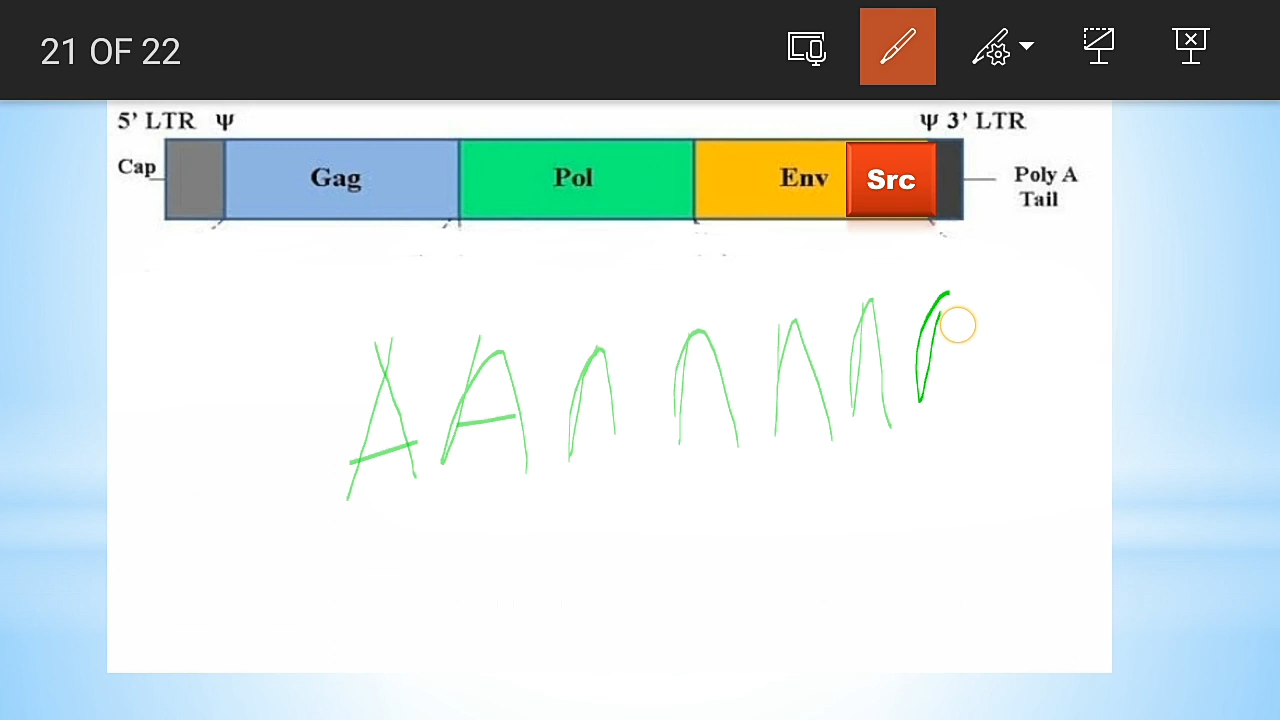 21 OF 22
5’ LTR Ψ Ψ 3’ LTR
Cap Gag Pol Env Src Poly A
Tail
A A